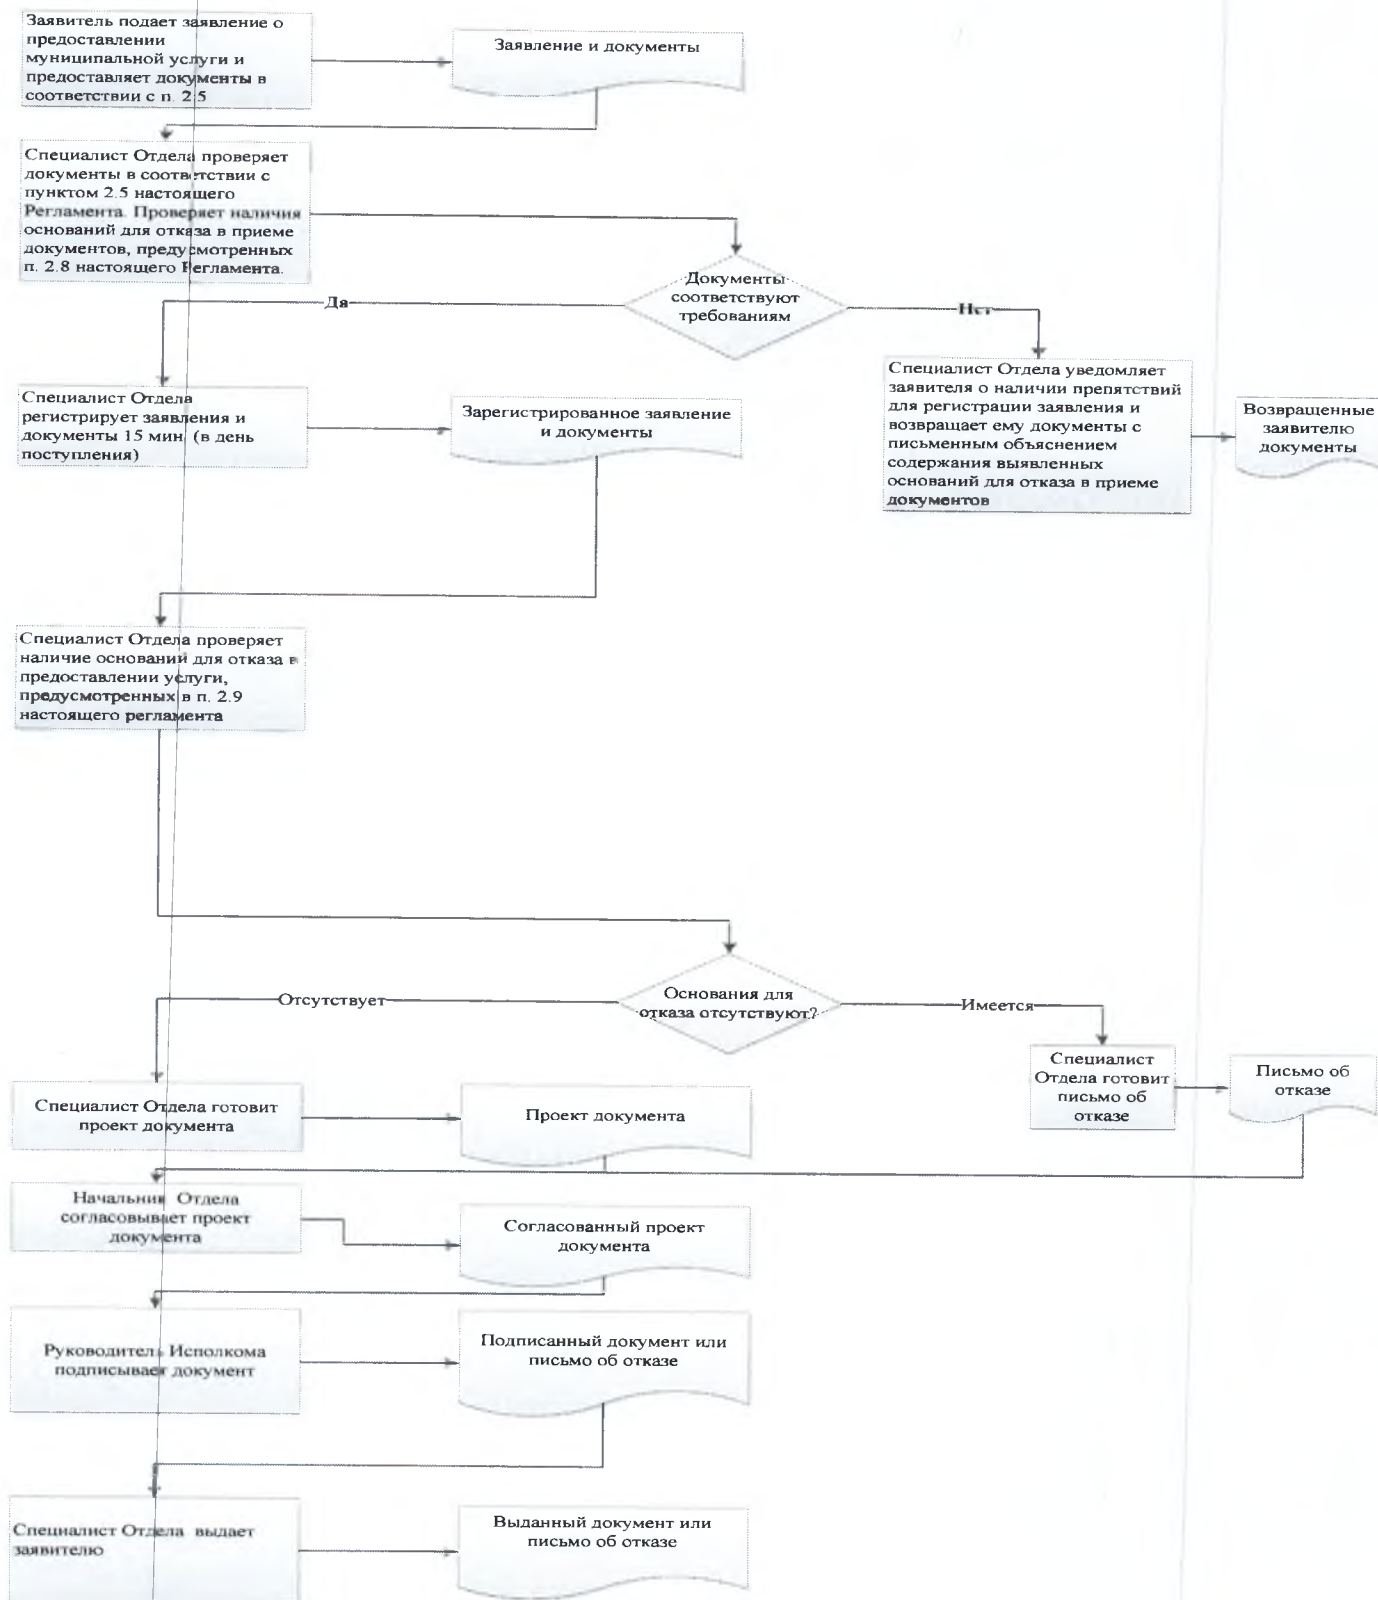 Заявитель подает заявление о
предоставлении
муниципальной услуги и
предоставляет документы в
соответствии с п. 2.5
Заявление и документы
Специалист Отдела проверяет
документы в соответствии с
пунктом 2.5 настоящего
Регламента. Проверяет наличия
оснований для отказа в приеме
документов, предусмотренных
п. 2.8 настоящего Регламента.
Документы
соответствуют
требованиям
Да
Нет
Специалист Отдела
регистрирует заявления и
документы 15 мин (в день
поступления)
Зарегистрированное заявление
и документы
Специалист Отдела уведомляет
заявителя о наличии препятствий
для регистрации заявления и
возвращает ему документы с
письменным объяснением
содержания выявленных
оснований для отказа в приеме
документов
Возвращенные
заявителю
документы
Специалист Отдела проверяет
наличие оснований для отказа в
предоставлении услуги,
предусмотренных в п. 2.9
настоящего регламента
Основания для
отказа отсутствуют?
Отсутствует
Имеется
Специалист
Отдела готовит
письмо об
отказе
Письмо об
отказе
Специалист Отдела готовит
проект документа
Проект документа
Начальник Отдела
согласовывает проект
документа
Согласованный проект
документа
Руководитель Исполкома
подписывает документ
Подписанный документ или
письмо об отказе
Специалист Отдела выдает
заявителю
Выданный документ или
письмо об отказе